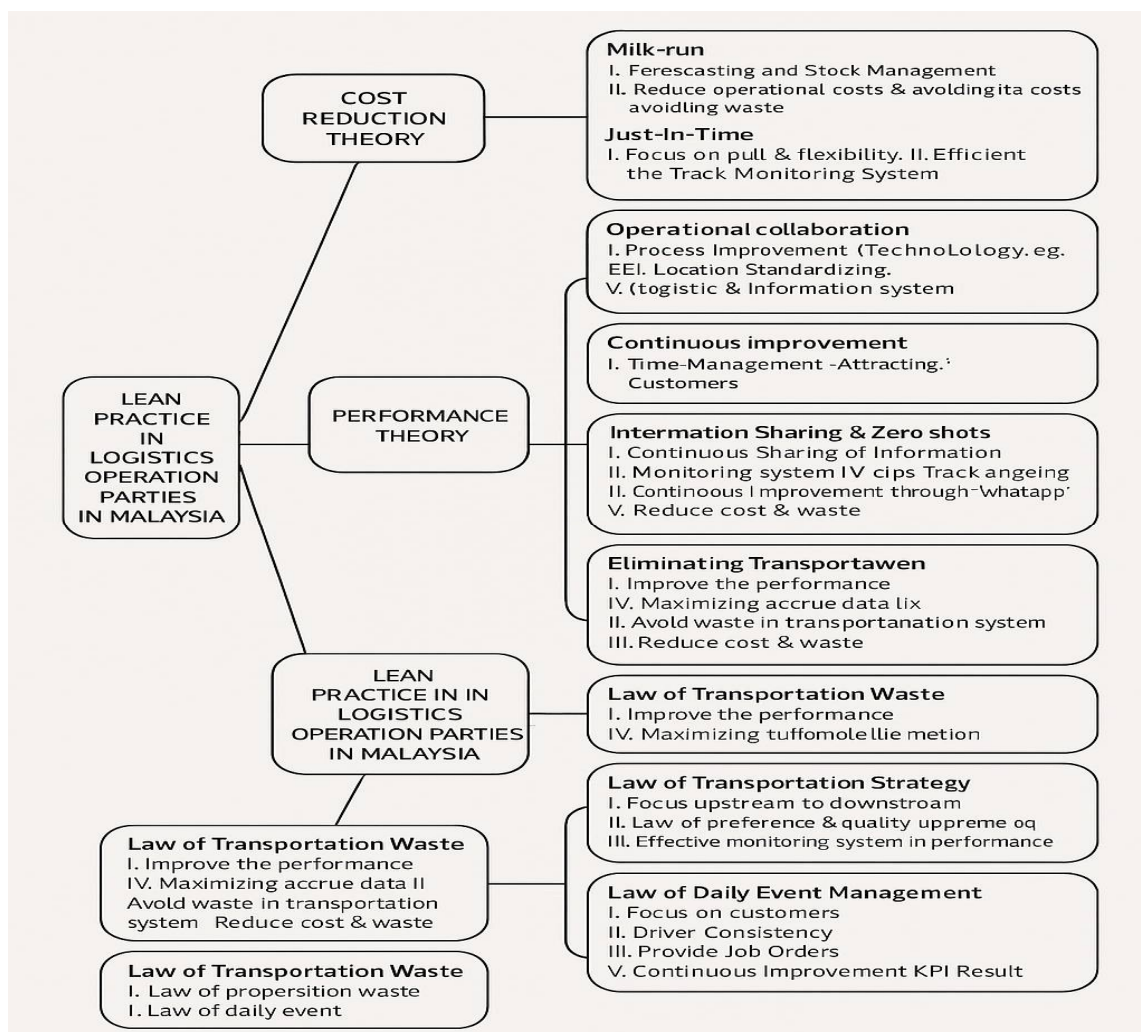 COST
REDUCTION
THEORY
Milk-run
I. Ferescasting and Stock Management
II. Reduce operational costs & avoldingita costs
avoidling waste
Just-In-Time
I. Focus on pull & flexibility. II. Efficient
the Track Monitoring System
Operational collaboration
I. Process Improvement (TechnoLology. eg.
EEI. Location Standardizing.
V. (togistic & Information system
Continuous improvement
I. Time-Management -Attracting.:
Customers
LEAN
PRACTICE
IN
LOGISTICS
OPERATION
PARTIES
IN MALAYSIA
PERFORMANCE
THEORY
Intermation Sharing & Zero shots
I. Continuous Sharing of Information
II. Monitoring system IV cips Track angeing
II. Continoous Improvement through-Whatapp'
V. Reduce cost & waste
Eliminating Transportawen
I. Improve the performance
IV. Maximizing accrue data lix
II. Avold waste in transportanation system
III. Reduce cost & waste
LEAN
PRACTICE IN IN
LOGISTICS
OPERATION PARTIES
IN MALAYSIA
Law of Transportation Waste
I. Improve the performance
IV. Maximizing tuffomolellie metion
Law of Transportation Strategy
I. Focus upstream to downstroam
II. Law of preference & quality uppreme oq
III. Effective monitoring system in performance
Law of Transportation Waste
I. Improve the performance
IV. Maximizing accrue data II
Avold waste in transportation
system Reduce cost & waste
Law of Daily Event Management
I. Focus on customers
II. Driver Consistency
III. Provide Job Orders
V. Continuous Improvement KPI Result
Law of Transportation Waste
I. Law of propersition waste
I. Law of daily event